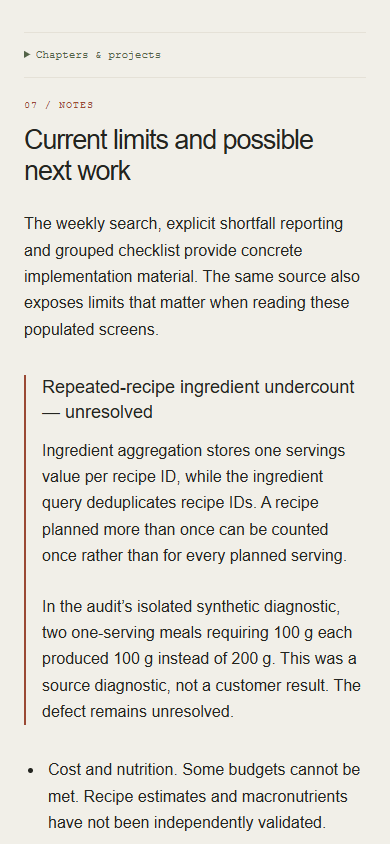 Chapters & projects
07 / NOTES
Current limits and possible
next work
The weekly search, explicit shortfall reporting
and grouped checklist provide concrete
implementation material. The same source also
exposes limits that matter when reading these
populated screens.
Repeated-recipe ingredient undercount
— unresolved
Ingredient aggregation stores one servings
value per recipe ID, while the ingredient
query deduplicates recipe IDs. A recipe
planned more than once can be counted
once rather than for every planned serving.
In the audit’s isolated synthetic diagnostic,
two one-serving meals requiring 100 g each
produced 100 g instead of 200 g. This was a
source diagnostic, not a customer result. The
defect remains unresolved.
• Cost and nutrition. Some budgets cannot be
met. Recipe estimates and macronutrients
have not been independently validated.